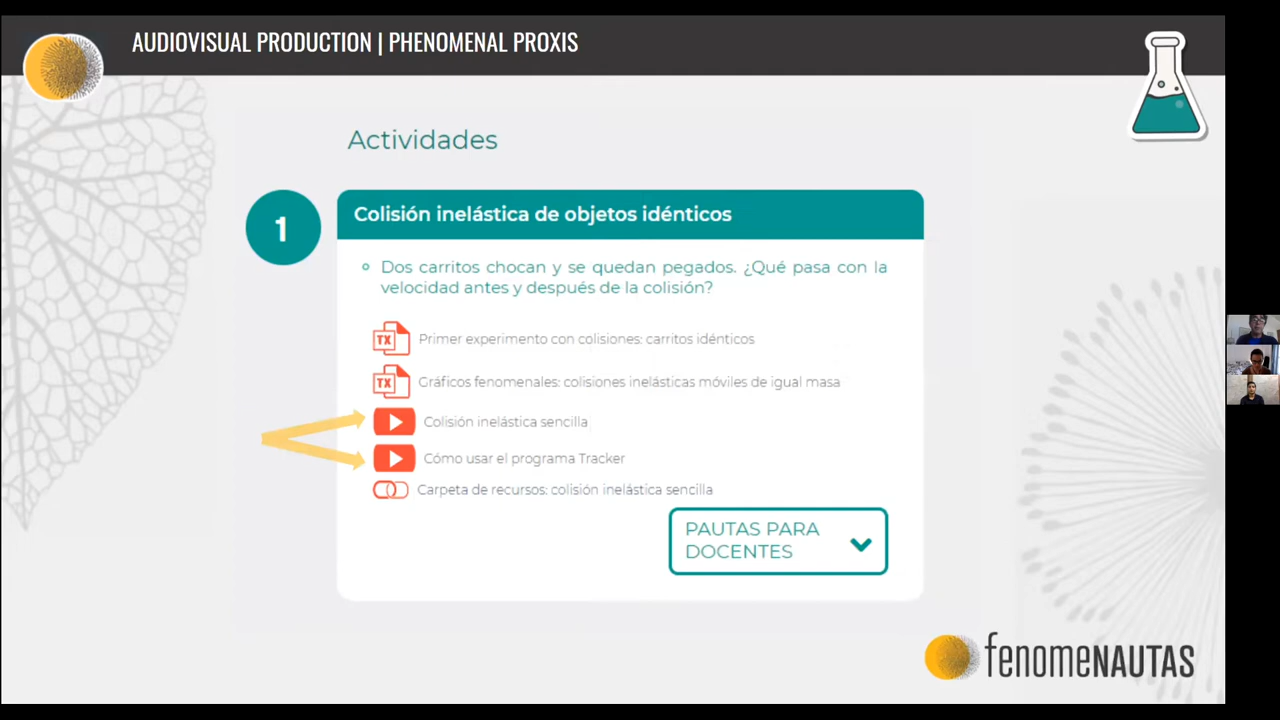 AUDIOVISUAL PRODUCTION | PHENOMENAL PROXIS
Actividades
1
Colisión inelástica de objetos idénticos
Dos carritos chocan y se quedan pegados. ¿Qué pasa con la
velocidad antes y después de la colisión?
TX Primer experimento con colisiones: carritos idénticos
TX Gráficos fenomenales: colisiones inelásticas móviles de igual masa
Colisión inelástica sencilla
Cómo usar el programa Tracker
Carpeta de recursos: colisión inelástica sencilla
PAUTAS PARA
DOCENTES
fenomeNAUTAS